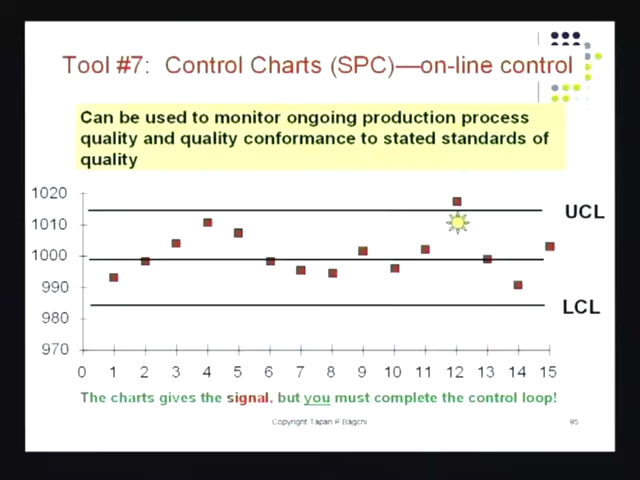 Tool #7:  Control Charts (SPC)—on-line control
Can be used to monitor ongoing production process
quality and quality conformance to stated standards of
quality
1020
1010
1000
990
980
970
UCL
LCL
0 1 2 3 4 5 6 7 8 9 10 11 12 13 14 15
The charts gives the signal, but you must complete the control loop!
Copyright Tapan P Bagchi
95